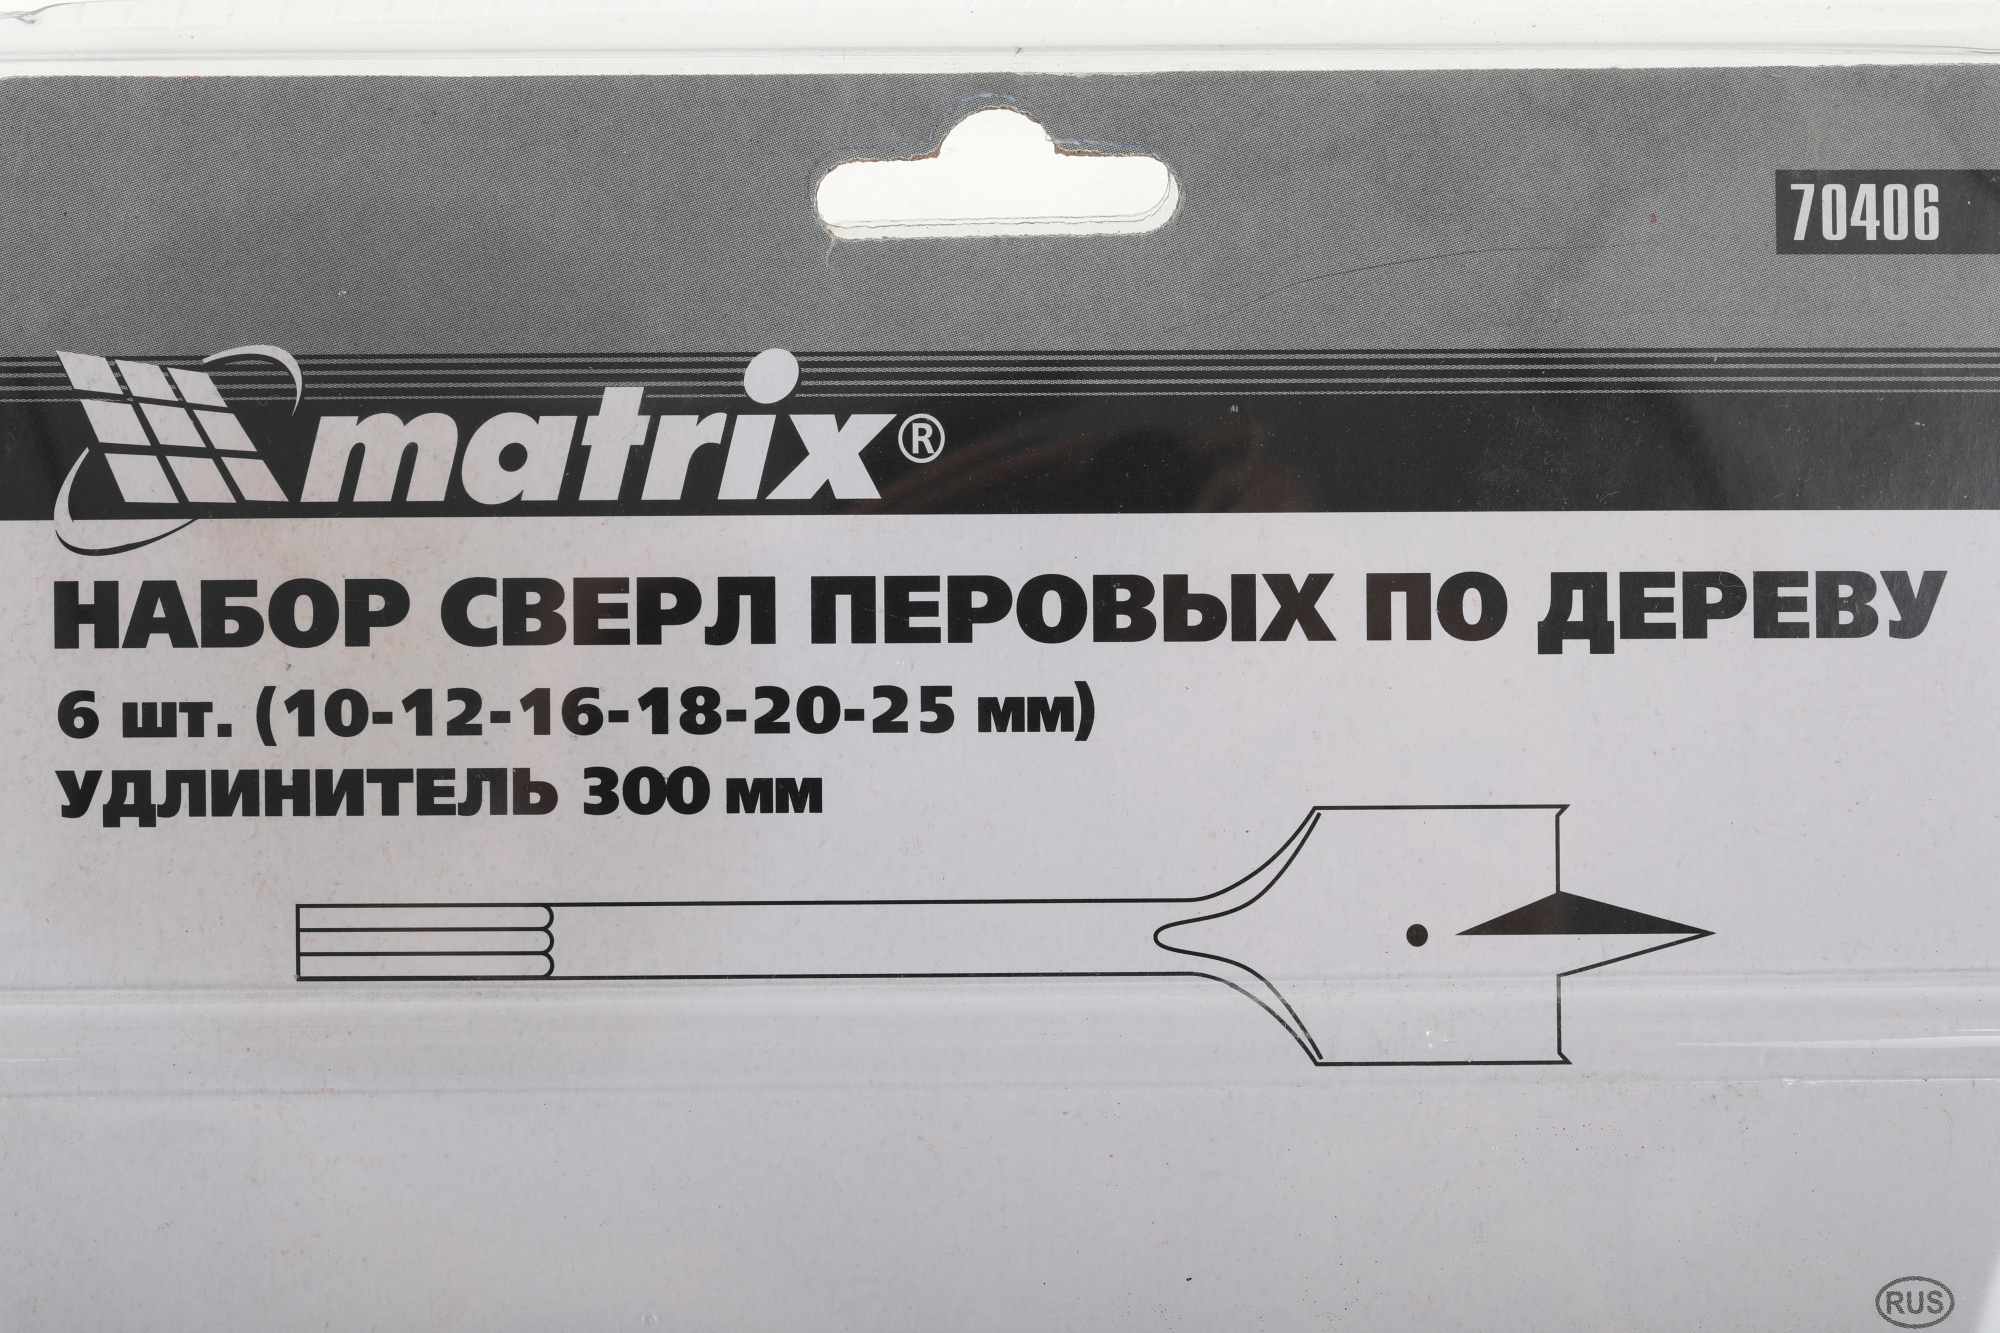 70406
matrix®
НАБОР СВЕРЛ ПЕРОВЫХ ПО ДЕРЕВУ
6 шт. (10-12-16-18-20-25 мм)
УДЛИНИТЕЛЬ 300 мм
RUS